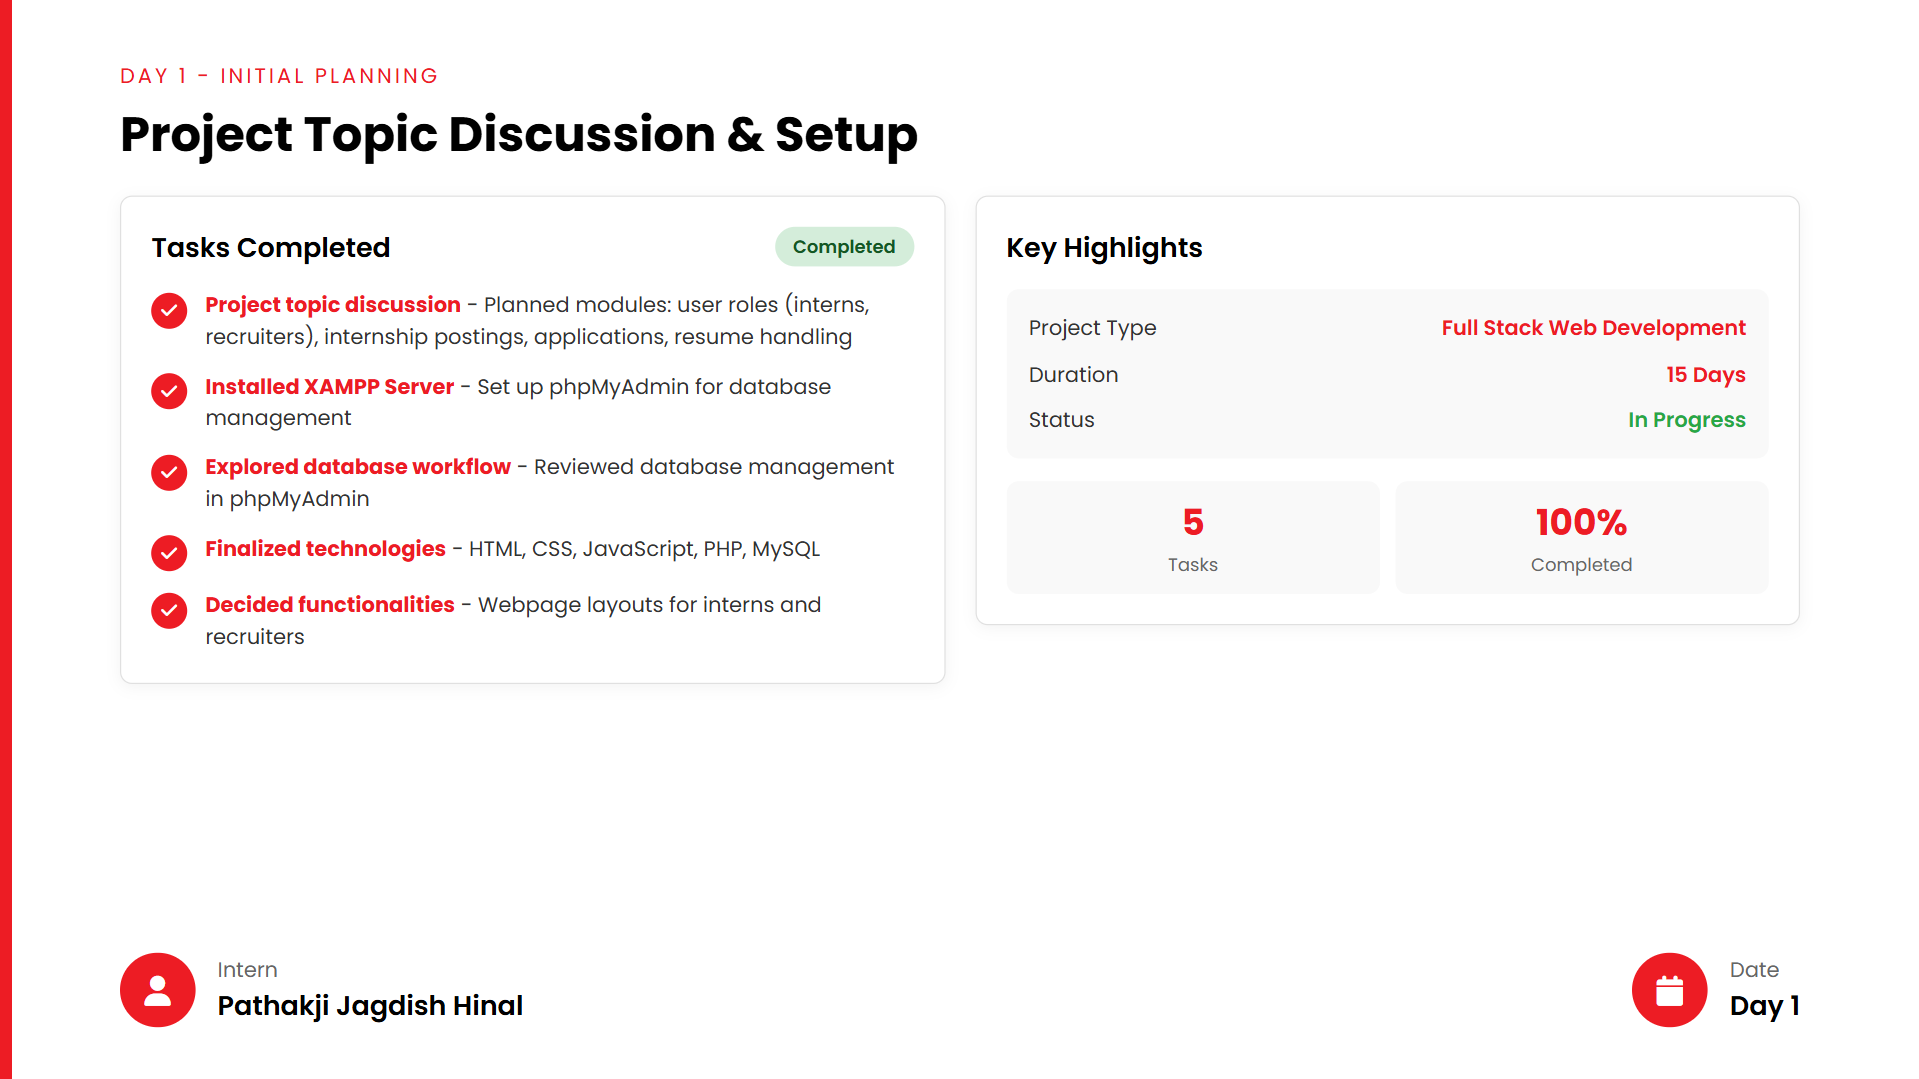 DAY 1 - INITIAL PLANNING
Project Topic Discussion & Setup
Tasks Completed
Completed
Project topic discussion - Planned modules: user roles (interns,
recruiters), internship postings, applications, resume handling
Installed XAMPP Server - Set up phpMyAdmin for database
management
Explored database workflow - Reviewed database management
in phpMyAdmin
Finalized technologies - HTML, CSS, JavaScript, PHP, MySQL
Decided functionalities - Webpage layouts for interns and
recruiters
Key Highlights
Project Type Full Stack Web Development
Duration 15 Days
Status In Progress
5
Tasks
100%
Completed
Intern
Pathakji Jagdish Hinal
Date
Day 1